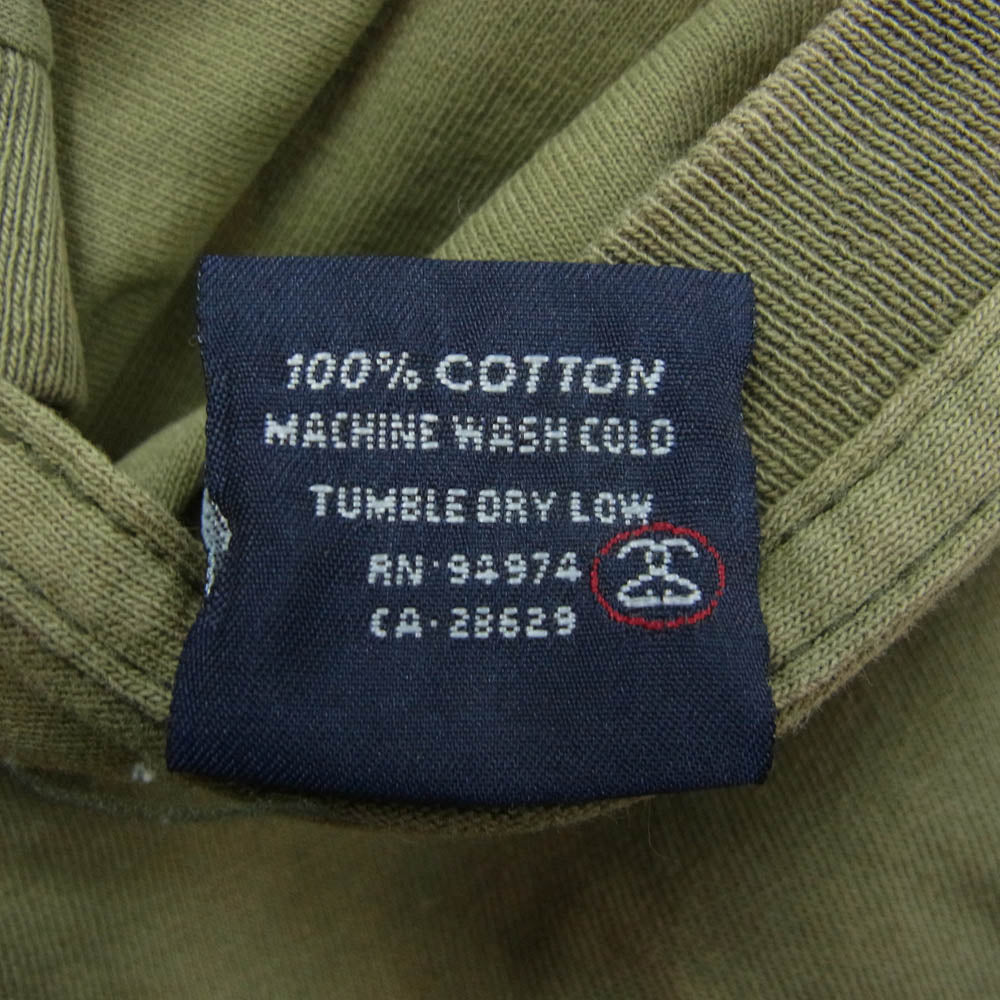 100% COTTON
MACHINE WASH COLD
TUMBLE DRY LOW
RN·94974
CA·28629